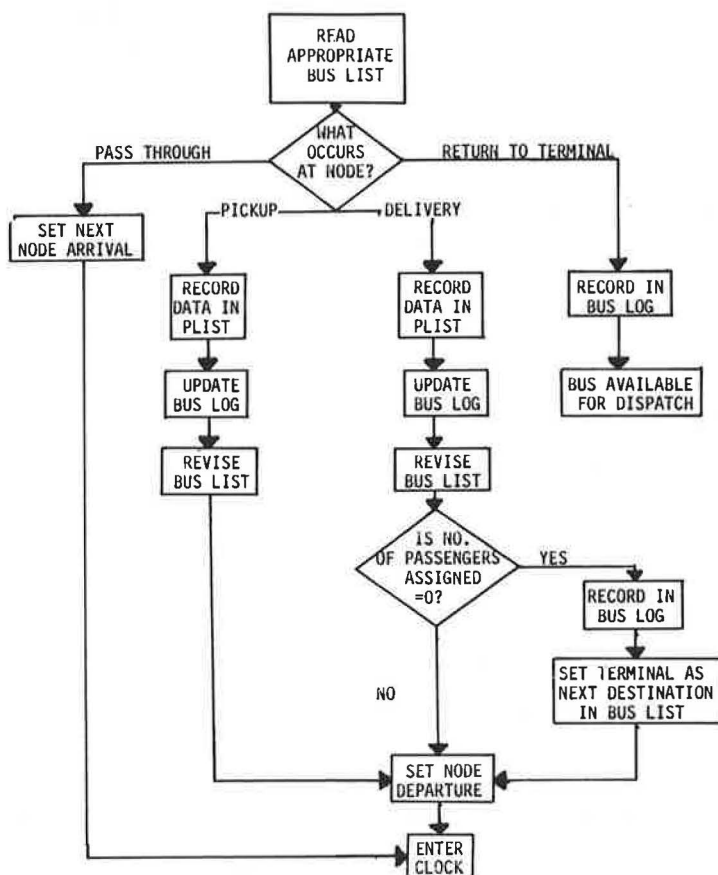 READ
APPROPRIATE
BUS LIST
WHAT
OCCURS
AT NODE?
PASS THROUGH
RETURN TO TERMINAL
PICKUP
DELIVERY
SET NEXT
NODE ARRIVAL
RECORD
DATA IN
PLIST
UPDATE
BUS LOG
REVISE
BUS LIST
RECORD
DATA IN
PLIST
UPDATE
BUS LOG
REVISE
BUS LIST
RECORD IN
BUS LOG
BUS AVAILABLE
FOR DISPATCH
IS NO.
OF PASSENGERS
ASSIGNED
=0?
YES
RECORD IN
BUS LOG
SET TERMINAL AS
NEXT DESTINATION
IN BUS LIST
NO
SET NODE
DEPARTURE
ENTER
CLOCK